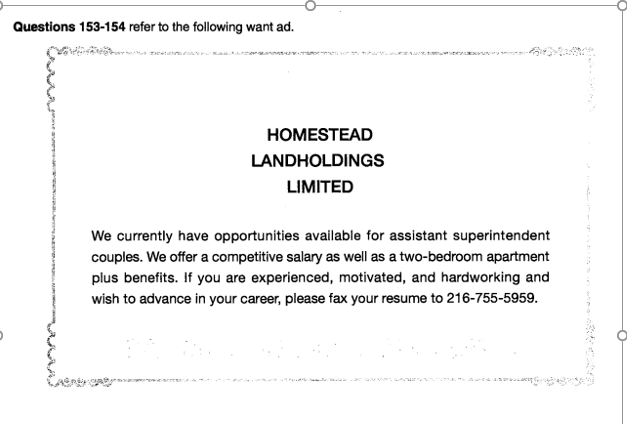 Questions 153-154 refer to the following want ad.
HOMESTEAD
LANDHOLDINGS
LIMITED
We currently have opportunities available for assistant superintendent
couples. We offer a competitive salary as well as a two-bedroom apartment
plus benefits. If you are experienced, motivated, and hardworking and
wish to advance in your career, please fax your resume to 216-755-5959.